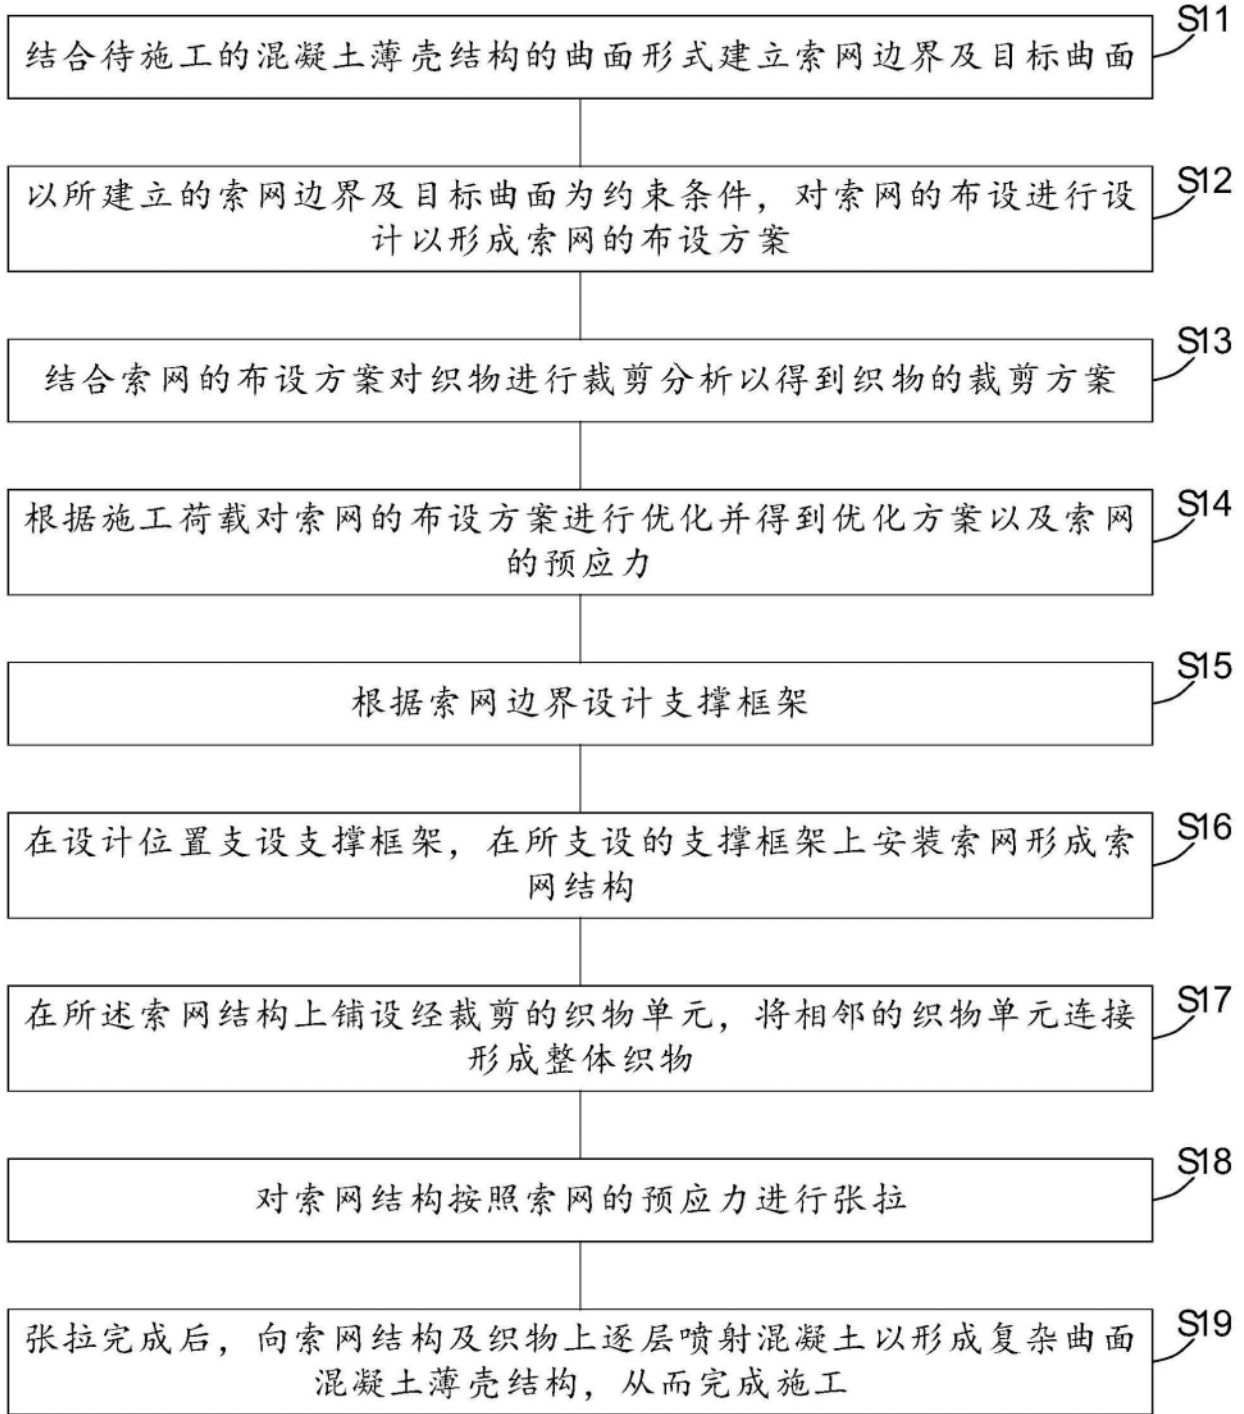 S11
结合待施工的混凝土薄壳结构的曲面形式建立索网边界及目标曲面
S12
以所建立的索网边界及目标曲面为约束条件，对索网的布设进行设
计以形成索网的布设方案
S13
结合索网的布设方案对织物进行裁剪分析以得到织物的裁剪方案
S14
根据施工荷载对索网的布设方案进行优化并得到优化方案以及索网
的预应力
S15
根据索网边界设计支撑框架
S16
在设计位置支设支撑框架，在所支设的支撑框架上安装索网形成索
网结构
S17
在所述索网结构上铺设经裁剪的织物单元，将相邻的织物单元连接
形成整体织物
S18
对索网结构按照索网的预应力进行张拉
S19
张拉完成后，向索网结构及织物上逐层喷射混凝土以形成复杂曲面
混凝土薄壳结构，从而完成施工